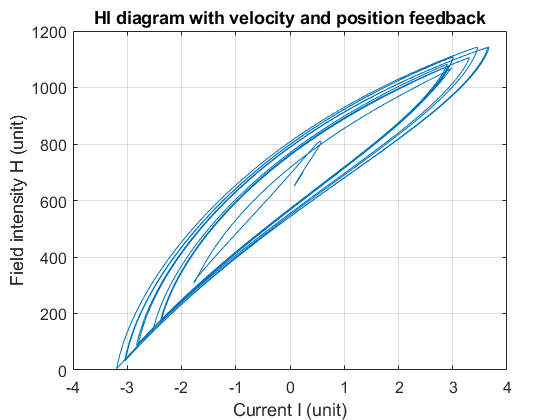 HI diagram with velocity and position feedback
1200
1000
800
600
400
200
0
Field intensity H (unit)
-4 -3 -2 -1 0 1 2 3 4
Current I (unit)